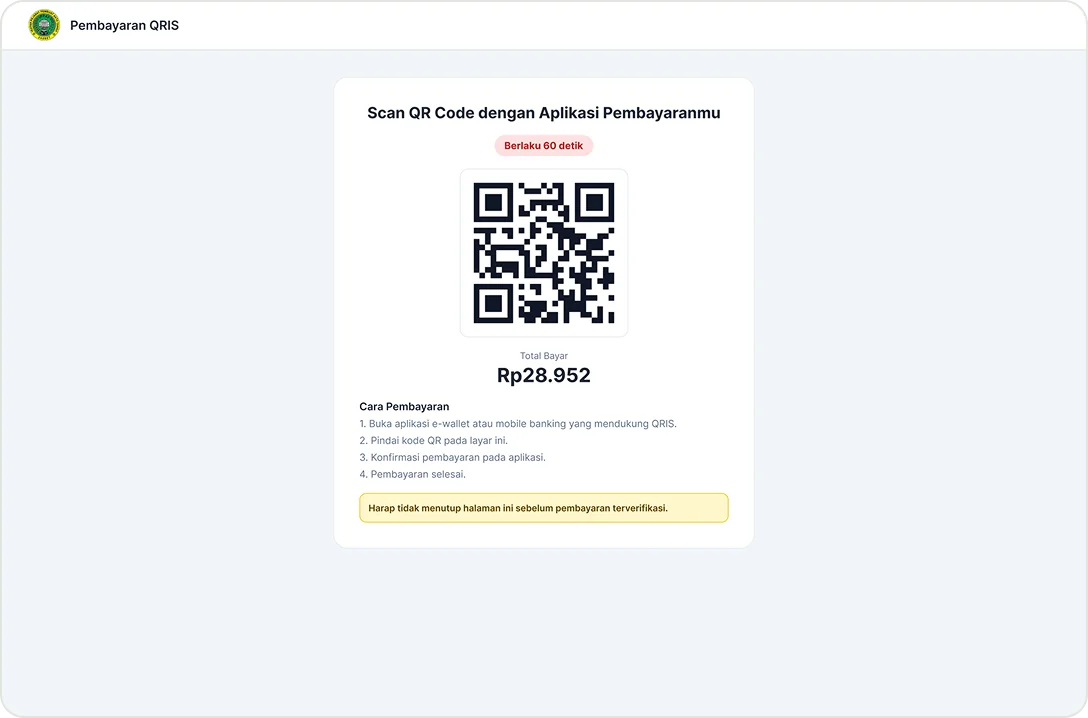 Pembayaran QRIS
Scan QR Code dengan Aplikasi Pembayaranmu
Berlaku 60 detik
Total Bayar
Rp28.952
Cara Pembayaran
1. Buka aplikasi e-wallet atau mobile banking yang mendukung QRIS.
2. Pindai kode QR pada layar ini.
3. Konfirmasi pembayaran pada aplikasi.
4. Pembayaran selesai.
Harap tidak menutup halaman ini sebelum pembayaran terverifikasi.